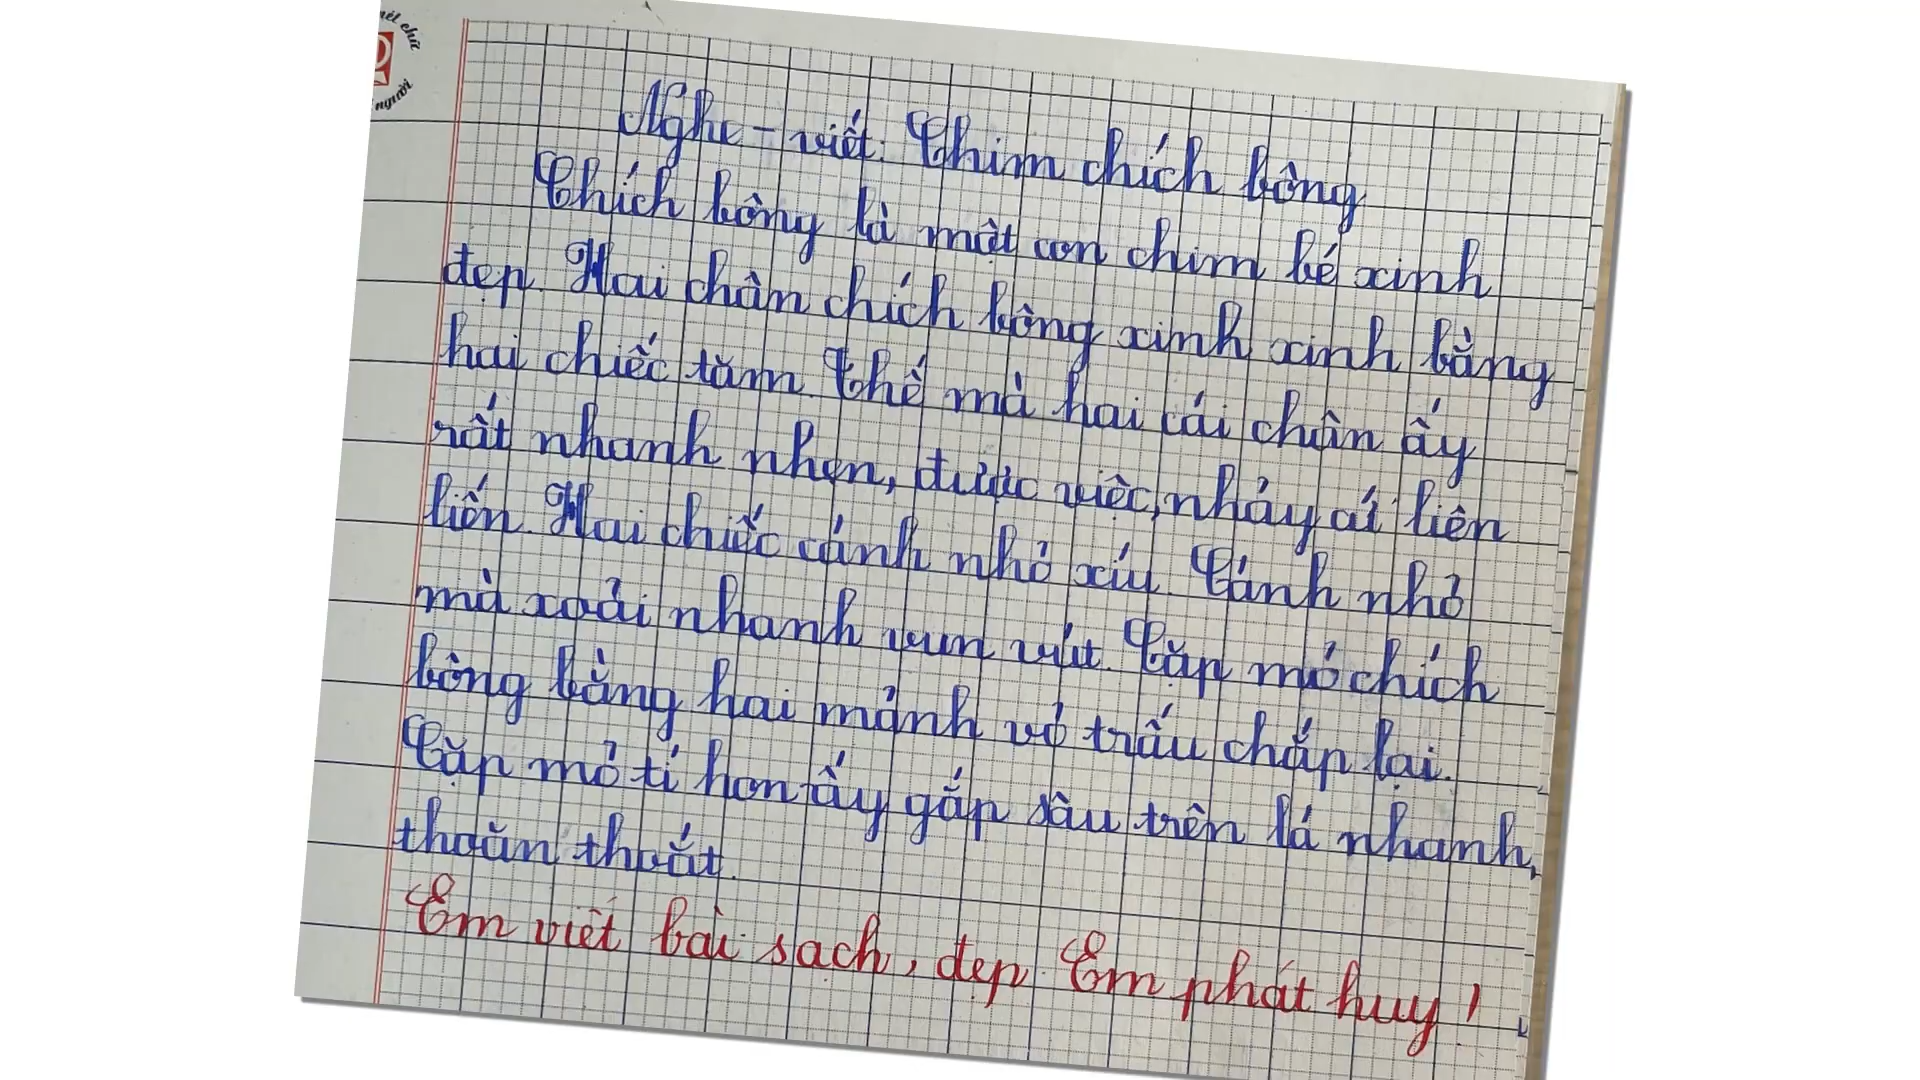 nét chữ
người
Nghe - viết: Chim chích bông
Chích bông là một con chim bé xinh
đẹp. Hai chân chích bông xinh xinh bằng
hai chiếc tăm. Thế mà hai cái chân ấy
rất nhanh nhẹn, được việc, nhảy cứ liên
liến. Hai chiếc cánh nhỏ xíu. Cánh nhỏ
mà xoải nhanh vun vút. Cặp mỏ chích
bông bằng hai mảnh vỏ trấu chắp lại.
Cặp mỏ tí hon ấy gắp sâu trên lá nhanh,
thoăn thoắt.
Em viết bài sạch, đẹp. Em phát huy!